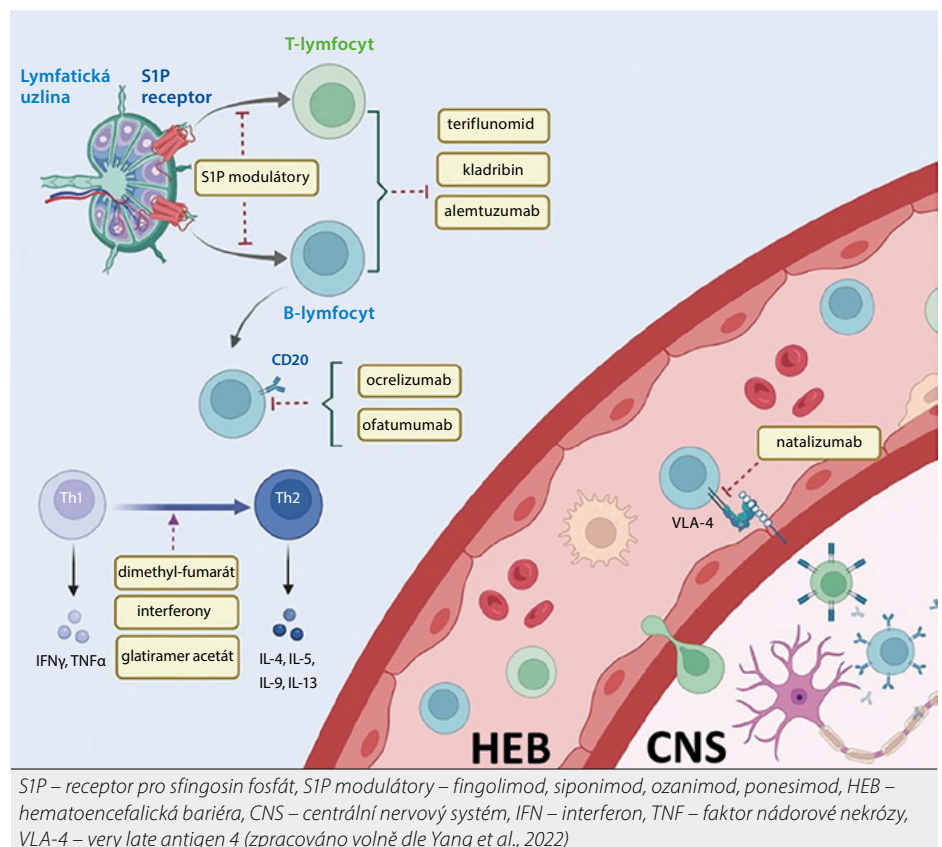 T-lymfocyt
Lymfatická
uzlina
S1P
receptor
S1P modulátory
teriflunomid
kladribin
alemtuzumab
B-lymfocyt
CD20
ocrelizumab
ofatumumab
natalizumab
VLA-4
Th1
Th2
dimethyl-fumarát
interferony
glatiramer acetát
IFNγ, TNFα
IL-4, IL-5,
IL-9, IL-13
HEB
CNS
S1P – receptor pro sfingosin fosfát, S1P modulátory – fingolimod, siponimod, ozanimod, ponesimod, HEB –
hematoencefalická bariéra, CNS – centrální nervový systém, IFN – interferon, TNF – faktor nádorové nekrózy,
VLA-4 – very late antigen 4 (zpracováno volně dle Yang et al., 2022)